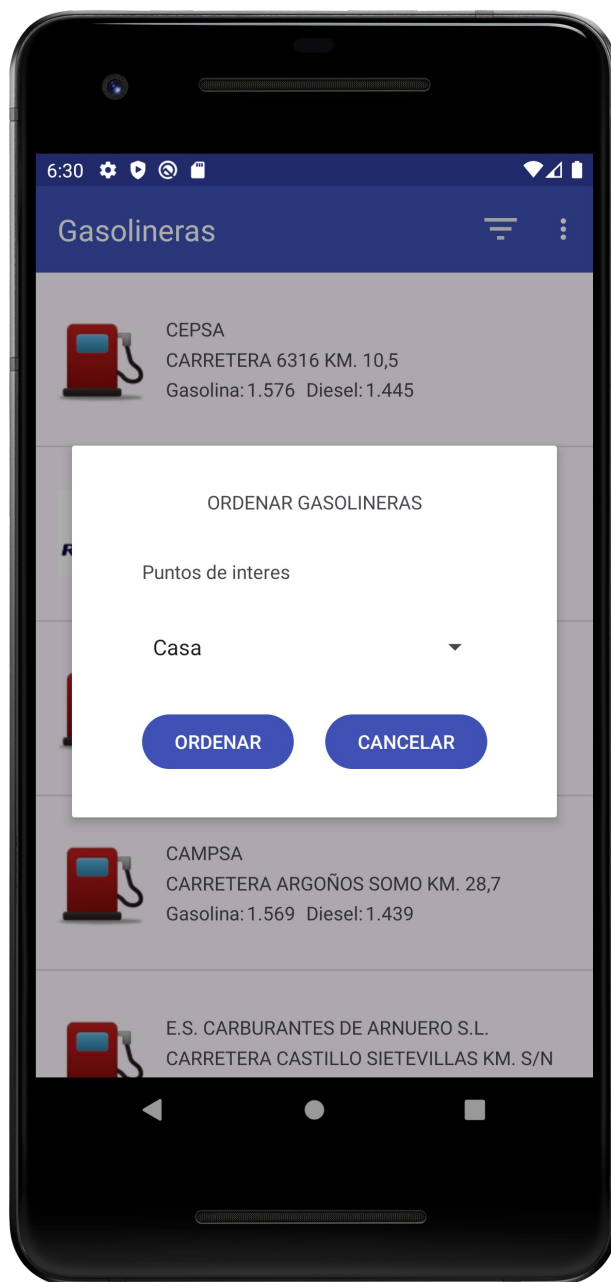 6:30
Gasolineras
CEPSA
CARRETERA 6316 KM. 10,5
Gasolina: 1.576 Diesel: 1.445
R
ORDENAR GASOLINERAS
Puntos de interes
Casa
ORDENAR
CANCELAR
CAMPSA
CARRETERA ARGOÑOS SOMO KM. 28,7
Gasolina: 1.569 Diesel: 1.439
E.S. CARBURANTES DE ARNUERO S.L.
CARRETERA CASTILLO SIETEVILLAS KM. S/N